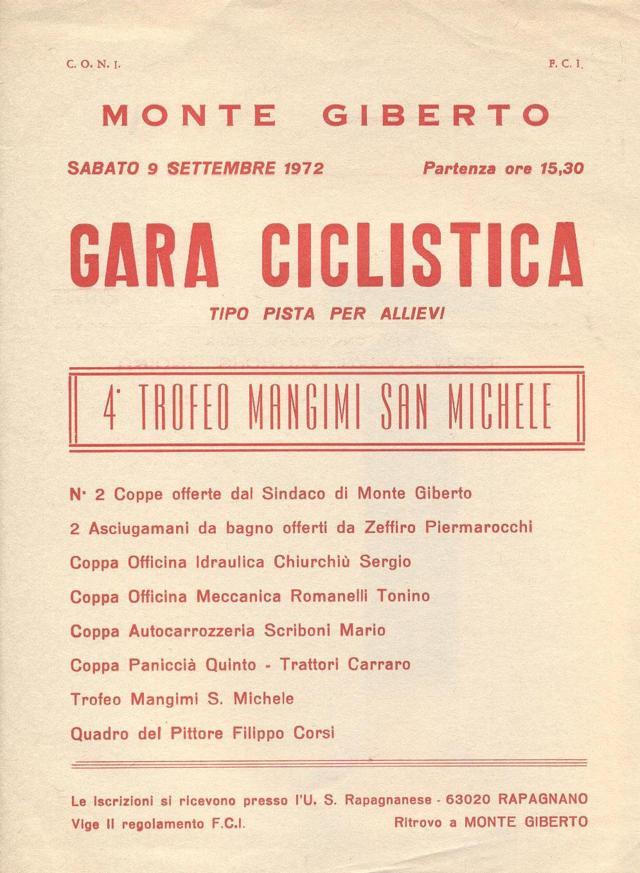 C. O. N. I. F. C. I.
MONTE GIBERTO
SABATO 9 SETTEMBRE 1972 Partenza ore 15,30
GARA CICLISTICA
TIPO PISTA PER ALLIEVI
4° TROFEO MANGIMI SAN MICHELE
N° 2 Coppe offerte dal Sindaco di Monte Giberto
2 Asciugamani da bagno offerti da Zeffiro Piermarocchi
Coppa Officina Idraulica Chiurchiù Sergio
Coppa Officina Meccanica Romanelli Tonino
Coppa Autocarrozzeria Scriboni Mario
Coppa Paniccià Quinto - Trattori Carraro
Trofeo Mangimi S. Michele
Quadro del Pittore Filippo Corsi
Le Iscrizioni si ricevono presso l'U. S. Rapagnanese - 63020 RAPAGNANO
Vige Il regolamento F.C.I. Ritrovo a MONTE GIBERTO